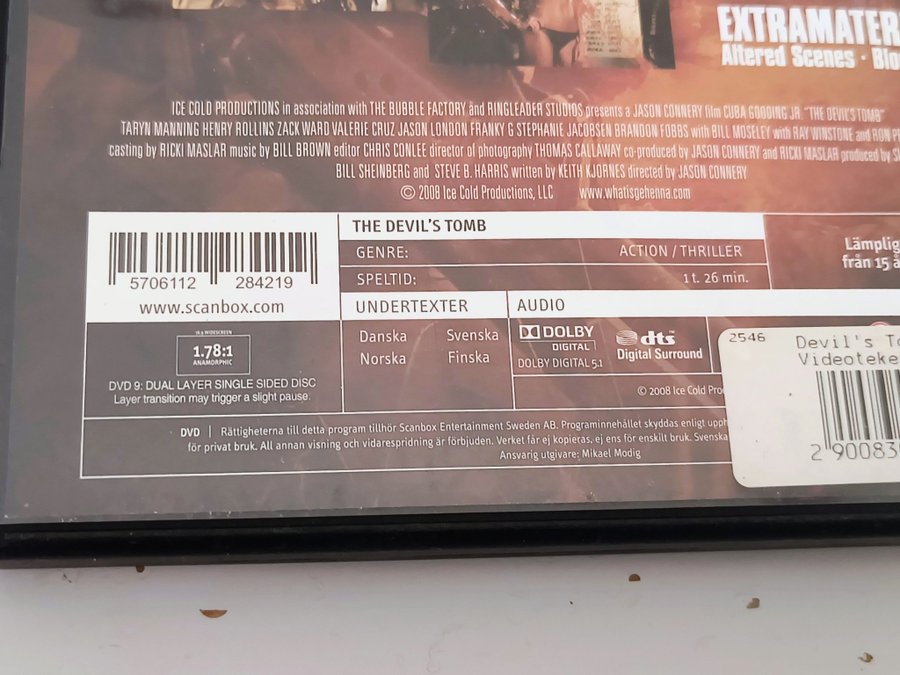 EXTRAMATER
Altered Scenes · Bloo
ICE COLD PRODUCTIONS in association with THE BUBBLE FACTORY and RINGLEADER STUDIOS presents a JASON CONNERY film CUBA GOODING JR. "THE DEVIL'S TOMB"
TARYN MANNING HENRY ROLLINS ZACK WARD VALERIE CRUZ JASON LONDON FRANKY G STEPHANIE JACOBSEN BRANDON FOBBS with BILL MOSELEY with RAY WINSTONE and RON PE
casting by RICKI MASLAR music by BILL BROWN editor CHRIS CONLEE director of photography THOMAS CALLAWAY co-produced by JASON CONNERY and RICKI MASLAR produced by
BILL SHEINBERG and STEVE B. HARRIS written by KEITH KJORNES directed by JASON CONNERY
© 2008 Ice Cold Productions, LLC www.whatisgehenna.com
5706112 284219
www.scanbox.com
THE DEVIL'S TOMB
GENRE: ACTION / THRILLER
SPELTID: 1 t. 26 min.
Lämplig
från 15 å
UNDERTEXTER AUDIO
Danska Svenska
Norska Finska
DOLBY
DIGITAL
DOLBY DIGITAL 5.1
dts
Digital Surround
16:9 WIDESCREEN
1.78:1
ANAMORPHIC
DVD 9: DUAL LAYER SINGLE SIDED DISC
Layer transition may trigger a slight pause.
© 2008 Ice Cold Pro
2546
Devil's To
Videoteke
2 90083
DVD | Rättigheterna till detta program tillhör Scanbox Entertainment Sweden AB. Programinnehållet skyddas enligt upph
för privat bruk. All annan visning och vidarespridning är förbjuden. Verket får ej kopieras, ej ens för enskilt bruk. Svenska
Ansvarig utgivare: Mikael Modig